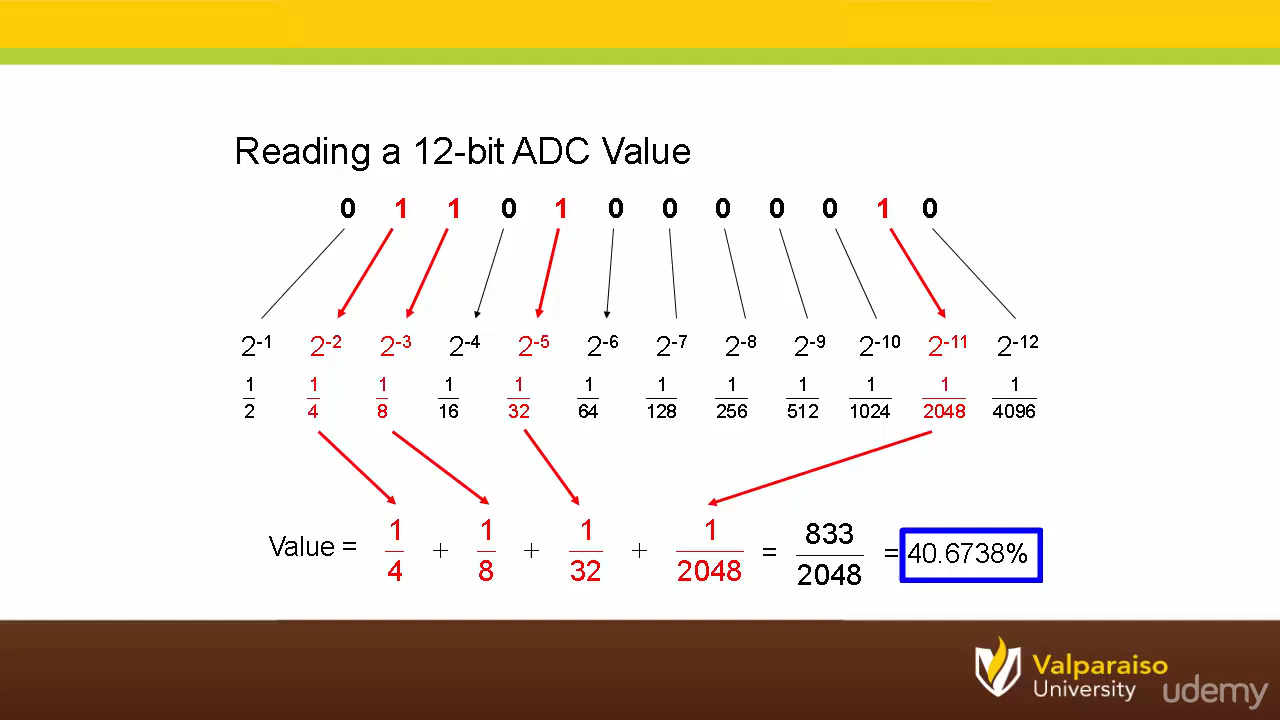 Reading a 12-bit ADC Value
0 1 1 0 1 0 0 0 0 0 1 0
2-1 2-2 2-3 2-4 2-5 2-6 2-7 2-8 2-9 2-10 2-11 2-12
1 1 1 1 1 1 1 1 1 1 1 1
2 4 8 16 32 64 128 256 512 1024 2048 4096
Value = 1/4 + 1/8 + 1/32 + 1/2048 = 833/2048 = 40.6738%
Valparaiso
University
udemy